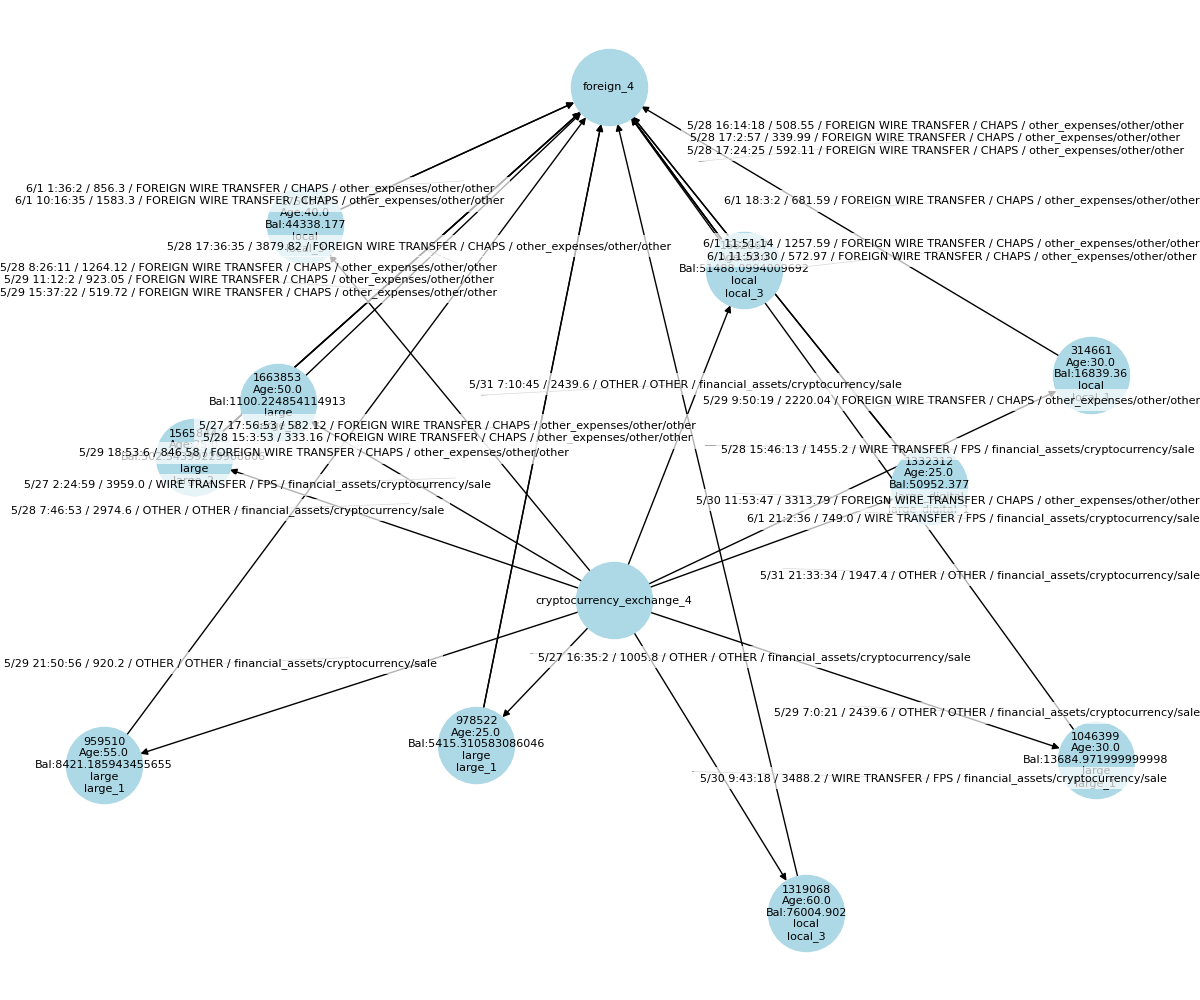 foreign_4
5/28 16:14:18 / 508.55 / FOREIGN WIRE TRANSFER / CHAPS / other_expenses/other/other
5/28 17:2:57 / 339.99 / FOREIGN WIRE TRANSFER / CHAPS / other_expenses/other/other
5/28 17:24:25 / 592.11 / FOREIGN WIRE TRANSFER / CHAPS / other_expenses/other/other
6/1 1:36:2 / 856.3 / FOREIGN WIRE TRANSFER / CHAPS / other_expenses/other/other
6/1 10:16:35 / 1583.3 / FOREIGN WIRE TRANSFER / CHAPS / other_expenses/other/other
6/1 18:3:2 / 681.59 / FOREIGN WIRE TRANSFER / CHAPS / other_expenses/other/other
Age:40.0
Bal:44338.177
local
5/28 17:36:35 / 3879.82 / FOREIGN WIRE TRANSFER / CHAPS / other_expenses/other/other
6/1 11:51:14 / 1257.59 / FOREIGN WIRE TRANSFER / CHAPS / other_expenses/other/other
6/1 11:53:30 / 572.97 / FOREIGN WIRE TRANSFER / CHAPS / other_expenses/other/other
Bal:51488.0994009692
local
local_3
5/28 8:26:11 / 1264.12 / FOREIGN WIRE TRANSFER / CHAPS / other_expenses/other/other
5/29 11:12:2 / 923.05 / FOREIGN WIRE TRANSFER / CHAPS / other_expenses/other/other
5/29 15:37:22 / 519.72 / FOREIGN WIRE TRANSFER / CHAPS / other_expenses/other/other
314661
Age:30.0
Bal:16839.36
local
local_1
1663853
Age:50.0
Bal:1100.224854114913
large
5/31 7:10:45 / 2439.6 / OTHER / OTHER / financial_assets/cryptocurrency/sale
5/29 9:50:19 / 2220.04 / FOREIGN WIRE TRANSFER / CHAPS / other_expenses/other/other
5/27 17:56:53 / 582.92 / FOREIGN WIRE TRANSFER / CHAPS / other_expenses/other/other
5/28 15:3:53 / 333.16 / FOREIGN WIRE TRANSFER / CHAPS / other_expenses/other/other
5/29 18:53:6 / 846.58 / FOREIGN WIRE TRANSFER / CHAPS / other_expenses/other/other
large
5/28 15:46:13 / 1455.2 / WIRE TRANSFER / FPS / financial_assets/cryptocurrency/sale
1332312
Age:25.0
Bal:50952.377
5/27 2:24:59 / 3959.0 / WIRE TRANSFER / FPS / financial_assets/cryptocurrency/sale
5/30 11:53:47 / 3313.79 / FOREIGN WIRE TRANSFER / CHAPS / other_expenses/other/other
5/28 7:46:53 / 2974.6 / OTHER / OTHER / financial_assets/cryptocurrency/sale
6/1 21:2:36 / 749.0 / WIRE TRANSFER / FPS / financial_assets/cryptocurrency/sale
5/31 21:33:34 / 1947.4 / OTHER / OTHER / financial_assets/cryptocurrency/sale
cryptocurrency_exchange_4
5/29 21:50:56 / 920.2 / OTHER / OTHER / financial_assets/cryptocurrency/sale
5/27 16:35:2 / 1005.8 / OTHER / OTHER / financial_assets/cryptocurrency/sale
5/29 7:0:21 / 2439.6 / OTHER / OTHER / financial_assets/cryptocurrency/sale
959510
Age:55.0
Bal:8421.185943455655
large
large_1
978522
Age:25.0
Bal:5415.310583086046
large
large_1
1046399
Age:30.0
Bal:13684.971999999998
large
large_1
5/30 9:43:18 / 3488.2 / WIRE TRANSFER / FPS / financial_assets/cryptocurrency/sale
1319068
Age:60.0
Bal:76004.902
local
local_3